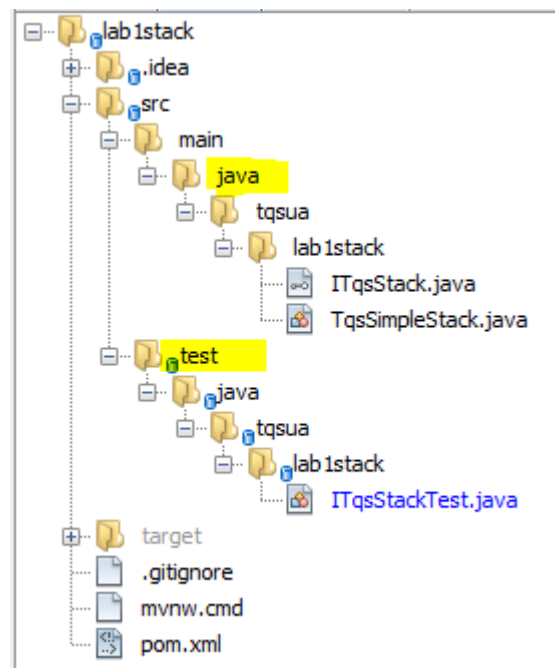 lab1stack
.idea
src
main
java
tqsua
lab1stack
ITqsStack.java
TqsSimpleStack.java
test
java
tqsua
lab1stack
ITqsStackTest.java
target
.gitignore
mvnw.cmd
pom.xml